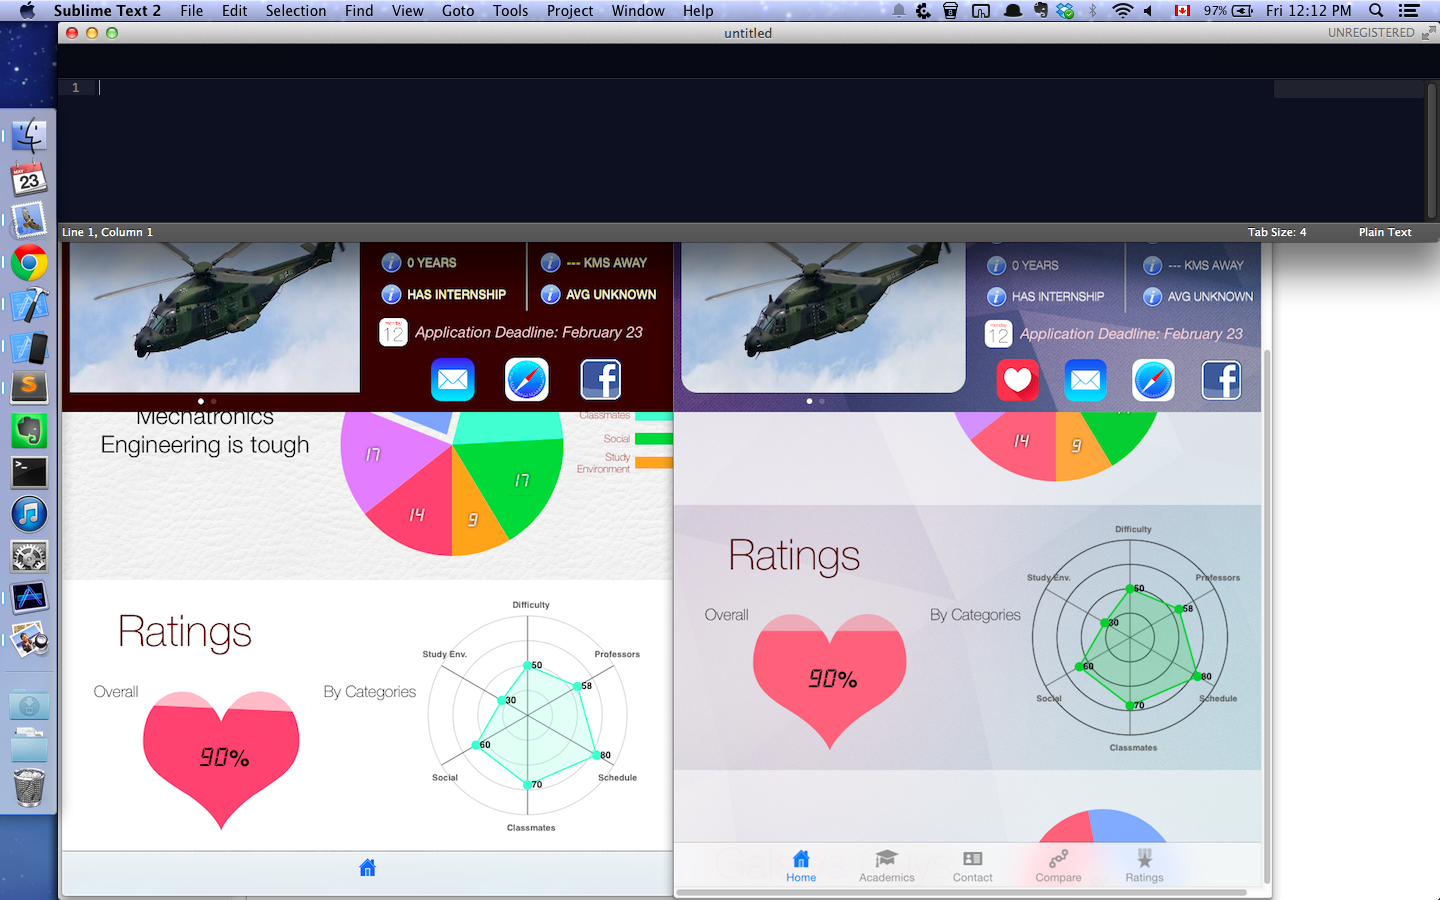 Sublime Text 2 File Edit Selection Find View Goto Tools Project Window Help
97% Fri 12:12 PM
untitled
UNREGISTERED
1
MAY
23
Line 1, Column 1
Tab Size: 4 Plain Text
0 YEARS
--- KMS AWAY
HAS INTERNSHIP
AVG UNKNOWN
monday
12
Application Deadline: February 23
Mechatronics
Engineering is tough
17
14
9
17
Classmates
Social
Study
Environment
Ratings
Overall
90%
By Categories
Difficulty
Professors
Schedule
Classmates
Social
Study Env.
50
58
80
70
60
30
0 YEARS
--- KMS AWAY
HAS INTERNSHIP
AVG UNKNOWN
monday
12
Application Deadline: February 23
14
9
Ratings
Overall
90%
By Categories
Difficulty
Professors
Schedule
Classmates
Social
Study Env.
50
58
80
70
60
30
Home Academics Contact Compare Ratings